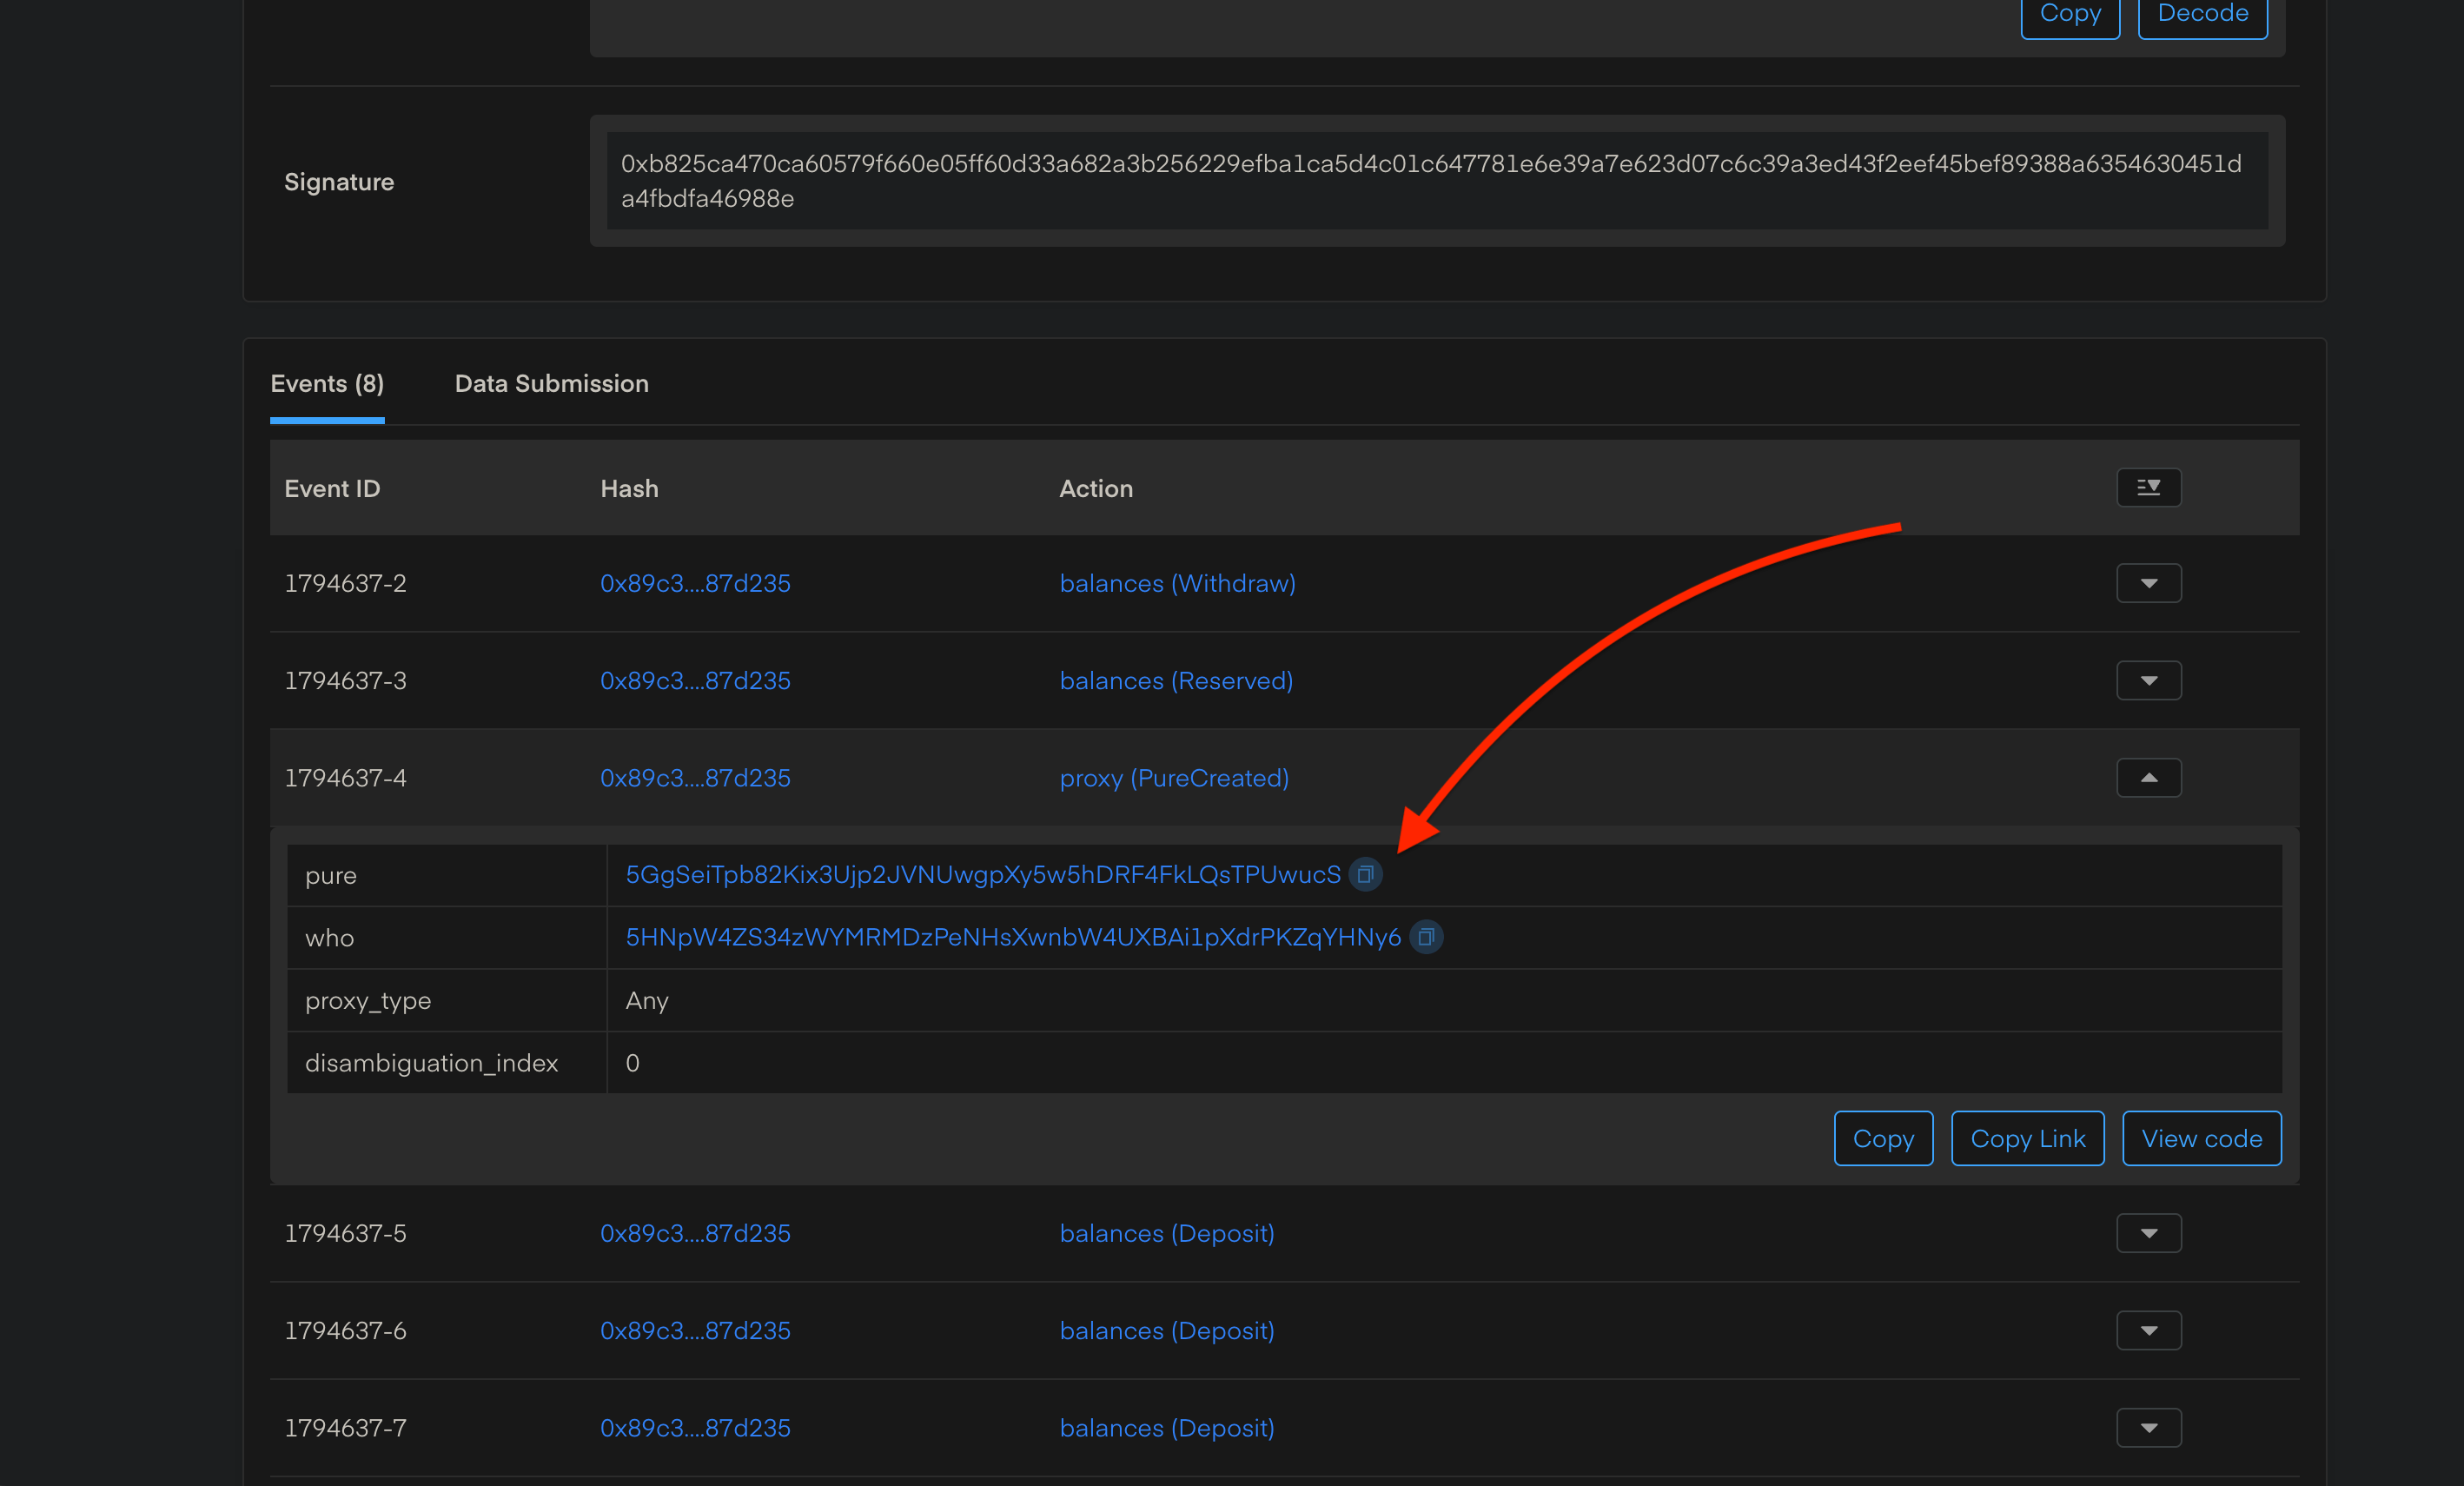 Copy Decode
Signature
0xb825ca470ca60579f660e05ff60d33a682a3b256229efba1ca5d4c01c647781e6e39a7e623d07c6c39a3ed43f2eef45bef89388a6354630451d
a4fbdfa46988e
Events (8) Data Submission
Event ID Hash Action
1794637-2 0x89c3....87d235 balances (Withdraw)
1794637-3 0x89c3....87d235 balances (Reserved)
1794637-4 0x89c3....87d235 proxy (PureCreated)
pure 5GgSeiTpb82Kix3Ujp2JVNUwgpXy5w5hDRF4FkLQsTPUwucS
who 5HNpW4ZS34zWYMRMDzPeNHsXwnbW4UXBAi1pXdrPKZqYHNy6
proxy_type Any
disambiguation_index 0
Copy Copy Link View code
1794637-5 0x89c3....87d235 balances (Deposit)
1794637-6 0x89c3....87d235 balances (Deposit)
1794637-7 0x89c3....87d235 balances (Deposit)